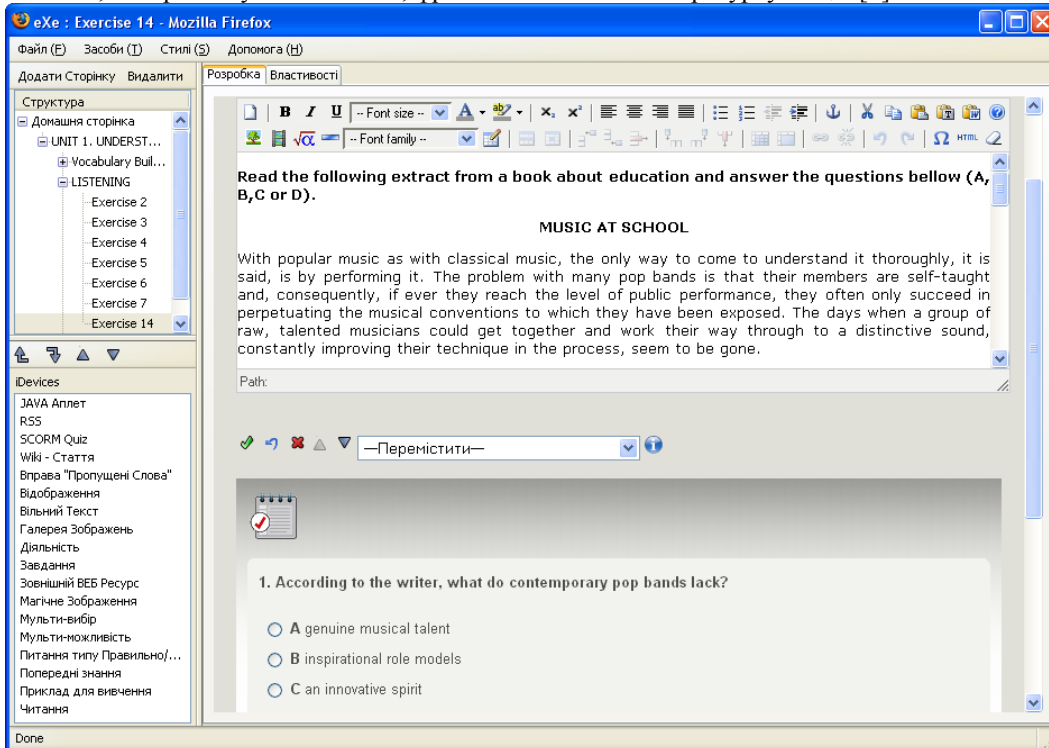 eXe : Exercise 14 - Mozilla Firefox
Файл (F) Засоби (T) Стилі (S) Допомога (H)
Додати Сторінку Видалити
Структура
Домашня сторінка
UNIT 1. UNDERST...
Vocabulary Buil...
LISTENING
Exercise 2
Exercise 3
Exercise 4
Exercise 5
Exercise 6
Exercise 7
Exercise 14
iDevices
JAVA Аплет
RSS
SCORM Quiz
Wiki - Стаття
Вправа "Пропущені Слова"
Відображення
Вільний Текст
Галерея Зображень
Діяльність
Завдання
Зовнішній ВЕБ Ресурс
Магічне Зображення
Мульти-вибір
Мульти-можливість
Питання типу Правильно/...
Попередні знання
Приклад для вивчення
Читання
Розробка Властивості
B I U -- Font size -- A ab x₂ x² HTML
√α -- Font family -- Ω
Read the following extract from a book about education and answer the questions bellow (A,
B,C or D).
MUSIC AT SCHOOL
With popular music as with classical music, the only way to come to understand it thoroughly, it is
said, is by performing it. The problem with many pop bands is that their members are self-taught
and, consequently, if ever they reach the level of public performance, they often only succeed in
perpetuating the musical conventions to which they have been exposed. The days when a group of
raw, talented musicians could get together and work their way through to a distinctive sound,
constantly improving their technique in the process, seem to be gone.
Path:
—Перемістити—
1. According to the writer, what do contemporary pop bands lack?
A genuine musical talent
B inspirational role models
C an innovative spirit
Done